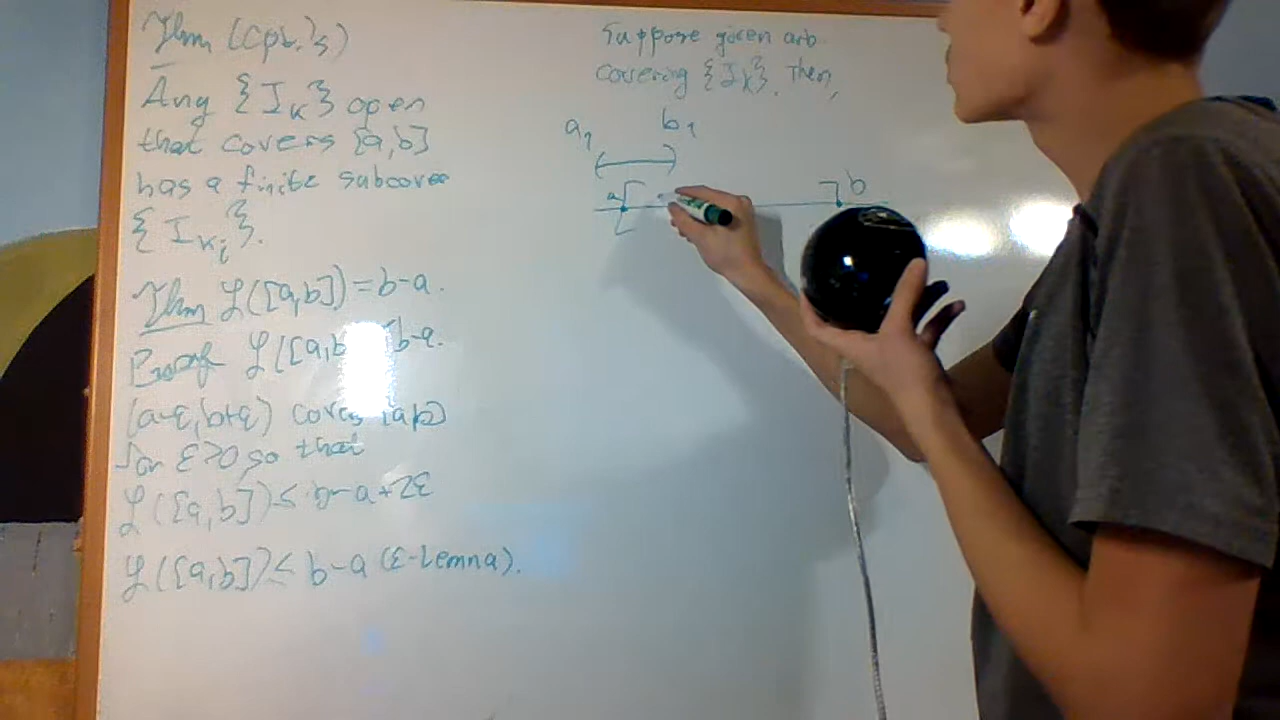 Thm (Cpt.'s)
Any {I_K} open
that covers [a,b]
has a finite subcover
{I_{K_i}}.
Thm ℒ([a,b])=b-a.
Proof ℒ([a,b b-a.
(a-ε,b+ε) covers [a,b]
for ε>0, so that
ℒ([a,b])≤ b-a+2ε
ℒ([a,b])≤ b-a (ε-Lemna).
Suppose given arb.
covering {I_K}. Then,
a_1 b_1
a b